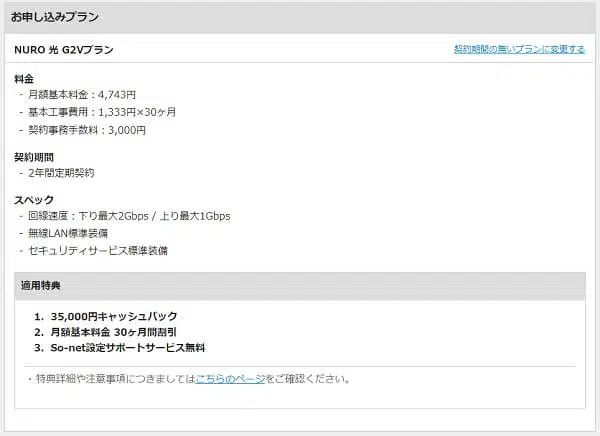 お申し込みプラン
NURO 光 G2Vプラン 契約期間の無いプランに変更する
料金
- 月額基本料金：4,743円
- 基本工事費用：1,333円×30ヶ月
- 契約事務手数料：3,000円
契約期間
- 2年間定期契約
スペック
- 回線速度：下り最大2Gbps / 上り最大1Gbps
- 無線LAN標準装備
- セキュリティサービス標準装備
適用特典
1. 35,000円キャッシュバック
2. 月額基本料金 30ヶ月間割引
3. So-net設定サポートサービス無料
・特典詳細や注意事項につきましてはこちらのページをご確認ください。